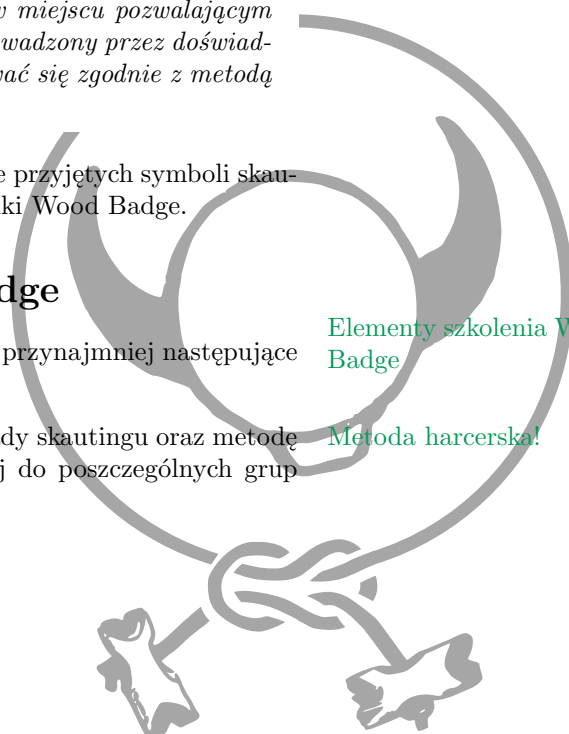 w miejscu pozwalającym
wadzony przez doświad-
wać się zgodnie z metodą
e przyjętych symboli skau-
ki Wood Badge.
dge
przynajmniej następujące
Elementy szkolenia W
Badge
dy skautingu oraz metodę
Metoda harcerska!
j do poszczególnych grup